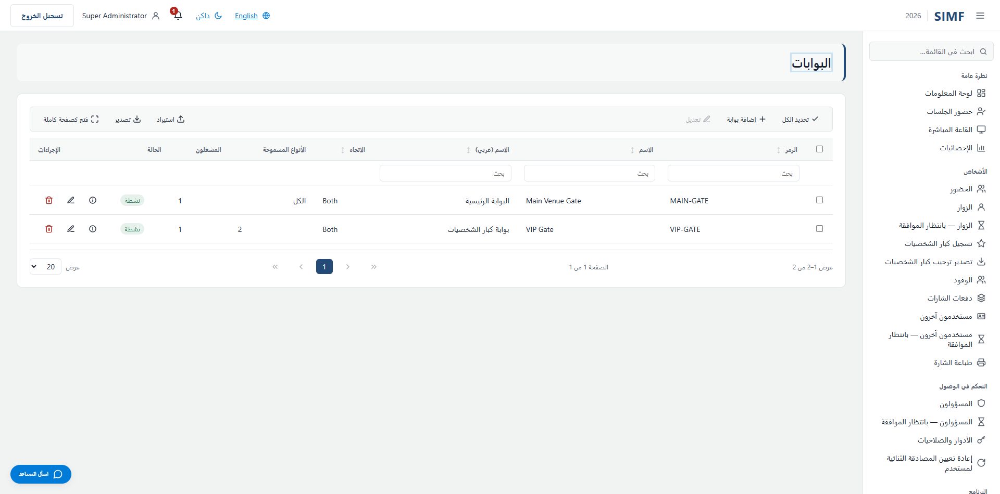 SIMF
2026
English
داكن
1
Super Administrator
تسجيل الخروج
ابحث في القائمة...
نظرة عامة
لوحة المعلومات
حضور الجلسات
القاعة المباشرة
الإحصائيات
الأشخاص
الحضور
الزوار
الزوار — بانتظار الموافقة
تسجيل كبار الشخصيات
تصدير ترحيب كبار الشخصيات
الوفود
دفعات الشارات
مستخدمون آخرون
مستخدمون آخرون — بانتظار
الموافقة
طباعة الشارة
التحكم في الوصول
المسؤولون
المسؤولون — بانتظار الموافقة
الأدوار والصلاحيات
إعادة تعيين المصادقة الثنائية
لمستخدم
البرنامج
البوابات
تحديد الكل
إضافة بوابة
تعديل
استيراد
تصدير
فتح كصفحة كاملة
الرمز
الاسم
الاسم (عربي)
الاتجاه
الأنواع المسموحة
المشغلون
الحالة
الإجراءات
بحث
بحث
بحث
MAIN-GATE
Main Venue Gate
البوابة الرئيسية
Both
الكل
1
نشطة
VIP-GATE
VIP Gate
بوابة كبار الشخصيات
Both
2
1
نشطة
عرض 1–2 من 2
الصفحة 1 من 1
» › 1 ‹ «
عرض
20
اسأل المساعد